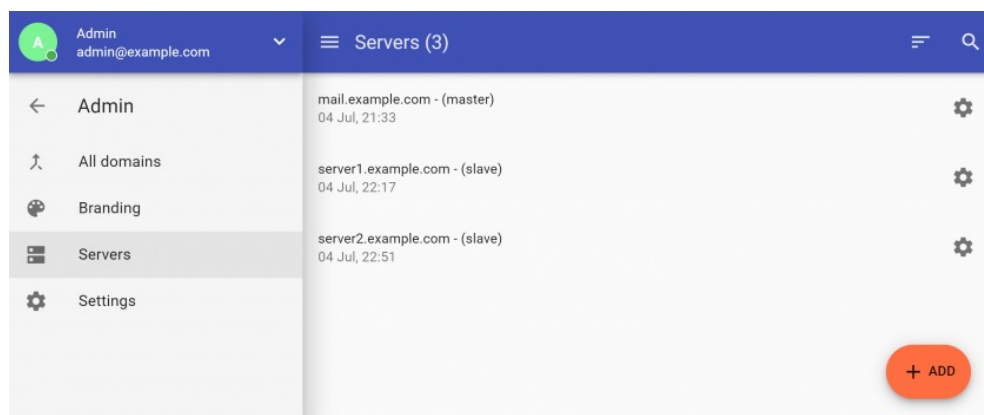 A
Admin
admin@example.com
Admin
All domains
Branding
Servers
Settings
Servers (3)
mail.example.com - (master)
04 Jul, 21:33
server1.example.com - (slave)
04 Jul, 22:17
server2.example.com - (slave)
04 Jul, 22:51
+ ADD